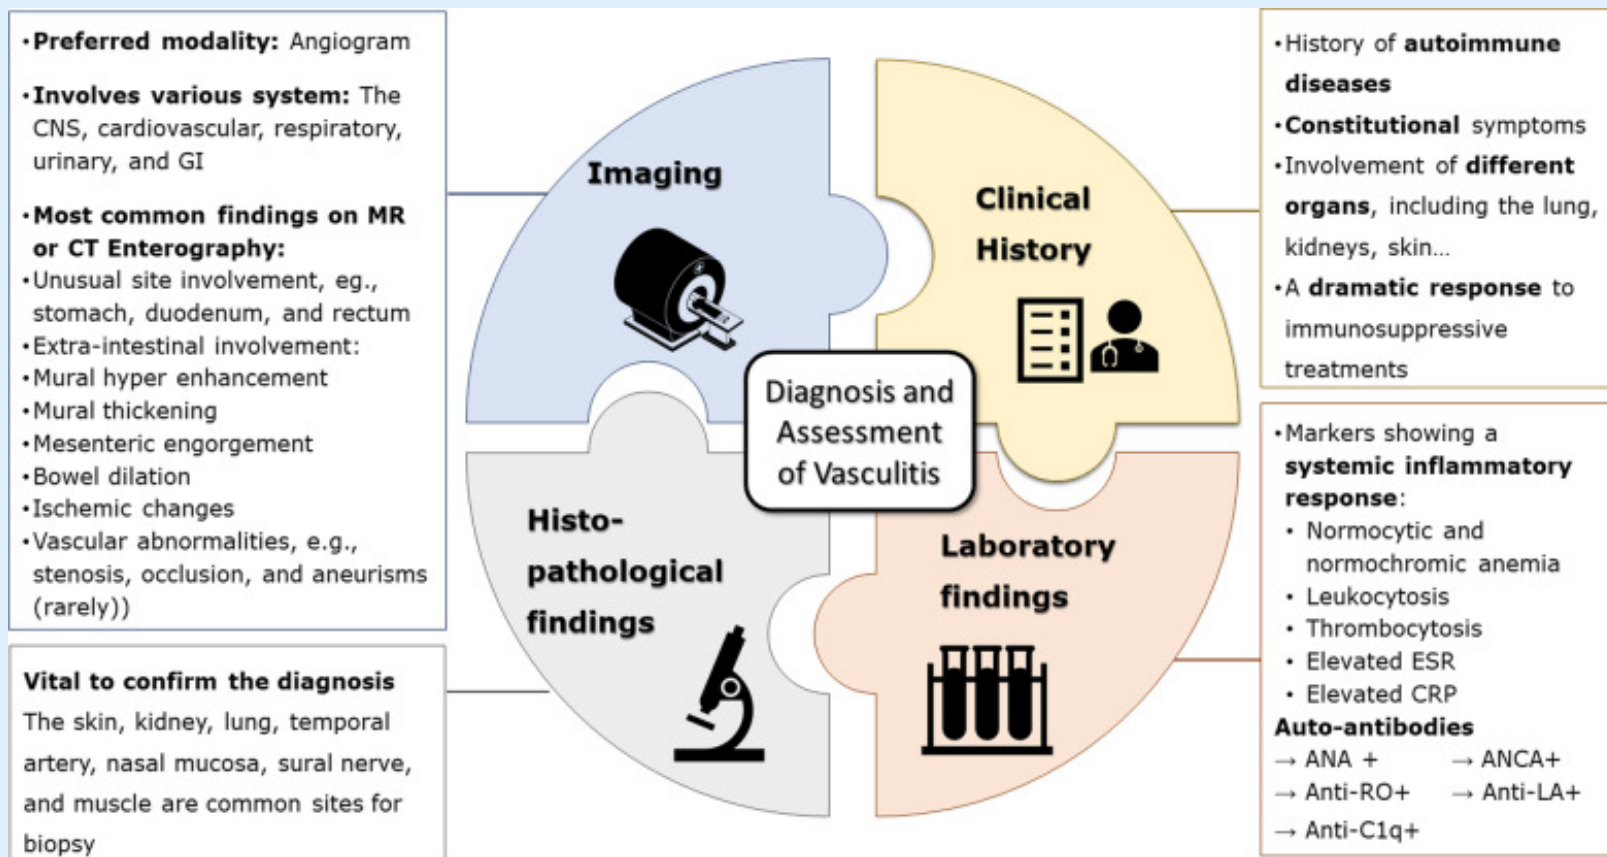 •Preferred modality: Angiogram
•Involves various system: The
CNS, cardiovascular, respiratory,
urinary, and GI
•Most common findings on MR
or CT Enterography:
•Unusual site involvement, eg.,
stomach, duodenum, and rectum
•Extra-intestinal involvement:
•Mural hyper enhancement
•Mural thickening
•Mesenteric engorgement
•Bowel dilation
•Ischemic changes
•Vascular abnormalities, e.g.,
stenosis, occlusion, and aneurisms
(rarely))
Vital to confirm the diagnosis
The skin, kidney, lung, temporal
artery, nasal mucosa, sural nerve,
and muscle are common sites for
biopsy
Imaging
Clinical
History
Diagnosis and
Assessment
of Vasculitis
Histo-
pathological
findings
Laboratory
findings
•History of autoimmune
diseases
•Constitutional symptoms
•Involvement of different
organs, including the lung,
kidneys, skin...
•A dramatic response to
immunosuppressive
treatments
•Markers showing a
systemic inflammatory
response:
• Normocytic and
normochromic anemia
• Leukocytosis
• Thrombocytosis
• Elevated ESR
• Elevated CRP
Auto-antibodies
→ ANA + → ANCA+
→ Anti-RO+ → Anti-LA+
→ Anti-C1q+